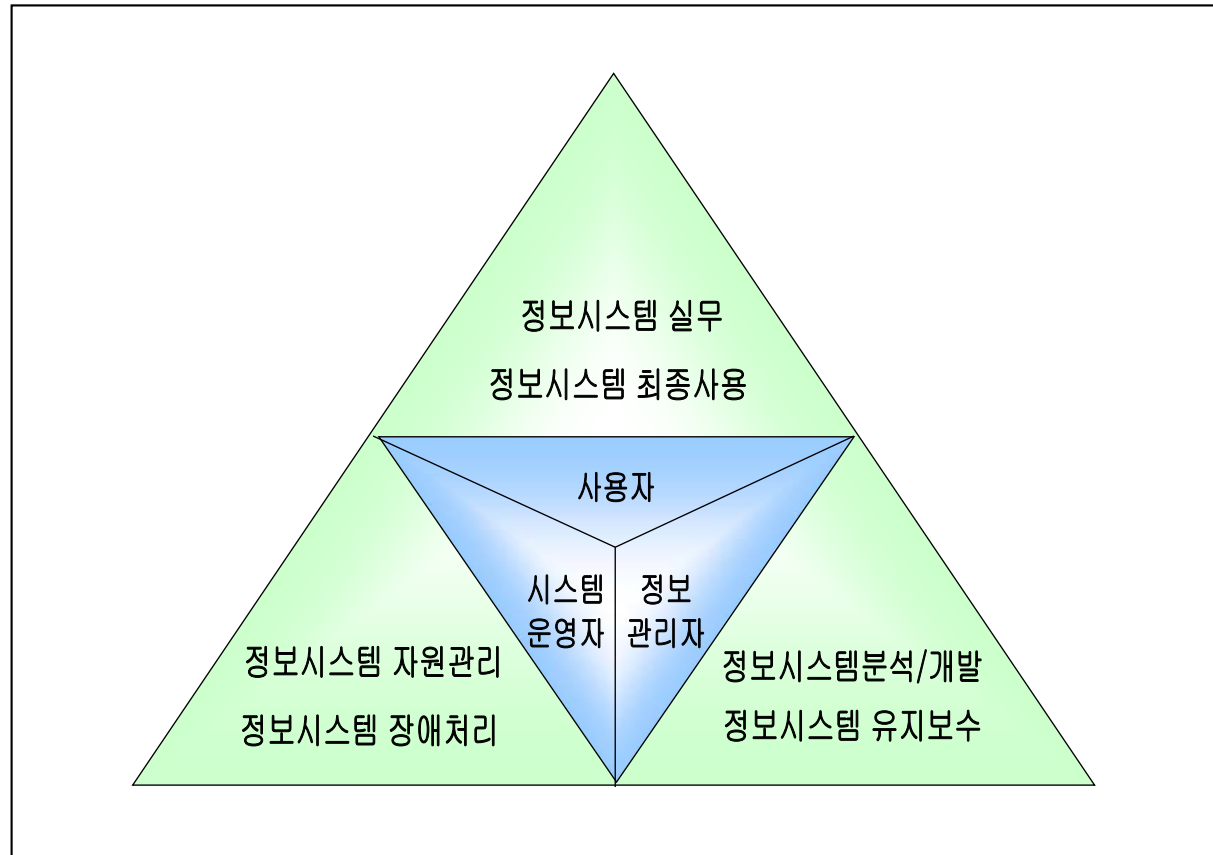 정보시스템 실무
정보시스템 최종사용
사용자
시스템
운영자
정보
관리자
정보시스템 자원관리
정보시스템 장애처리
정보시스템분석/개발
정보시스템 유지보수